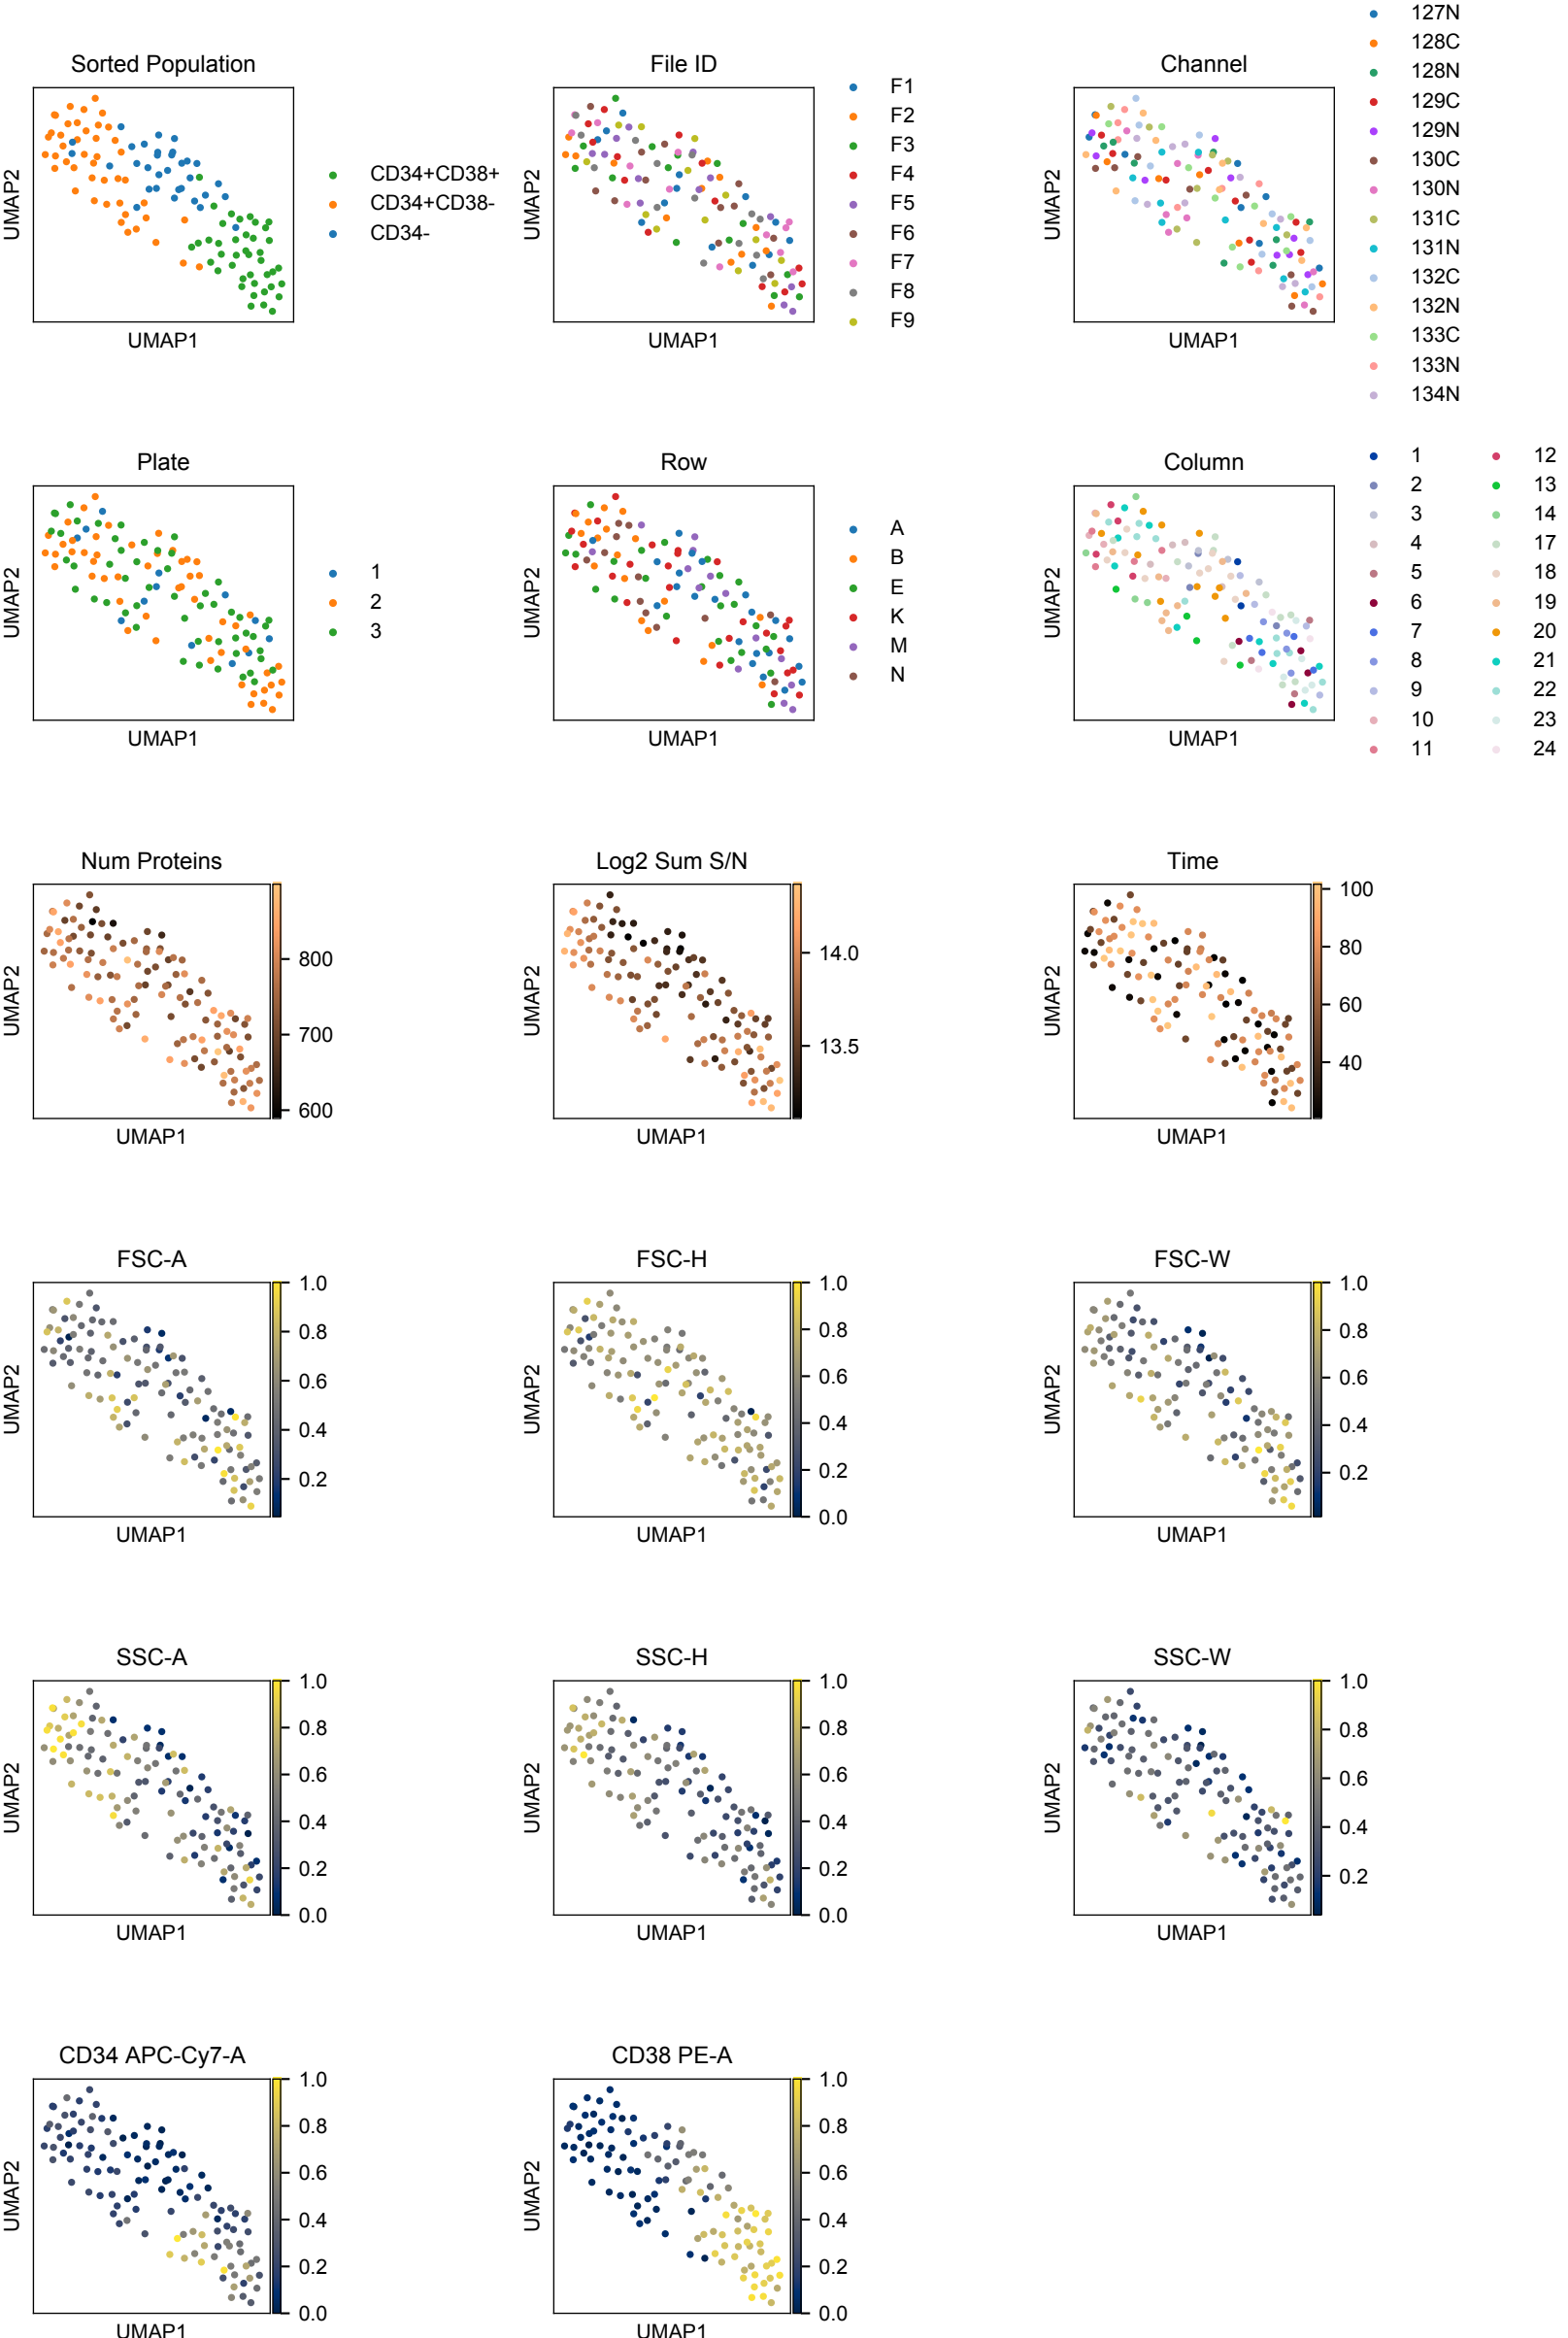 Sorted Population
UMAP2
UMAP1
CD34+CD38+
CD34+CD38-
CD34-
File ID
UMAP2
UMAP1
F1
F2
F3
F4
F5
F6
F7
F8
F9
Channel
UMAP2
UMAP1
127N
128C
128N
129C
129N
130C
130N
131C
131N
132C
132N
133C
133N
134N
Plate
UMAP2
UMAP1
1
2
3
Row
UMAP2
UMAP1
A
B
E
K
M
N
Column
UMAP2
UMAP1
1
2
3
4
5
6
7
8
9
10
11
12
13
14
17
18
19
20
21
22
23
24
Num Proteins
UMAP2
UMAP1
800
700
600
Log2 Sum S/N
UMAP2
UMAP1
14.0
13.5
Time
UMAP2
UMAP1
100
80
60
40
FSC-A
UMAP2
UMAP1
1.0
0.8
0.6
0.4
0.2
FSC-H
UMAP2
UMAP1
1.0
0.8
0.6
0.4
0.2
0.0
FSC-W
UMAP2
UMAP1
1.0
0.8
0.6
0.4
0.2
SSC-A
UMAP2
UMAP1
1.0
0.8
0.6
0.4
0.2
0.0
SSC-H
UMAP2
UMAP1
1.0
0.8
0.6
0.4
0.2
0.0
SSC-W
UMAP2
UMAP1
1.0
0.8
0.6
0.4
0.2
CD34 APC-Cy7-A
UMAP2
UMAP1
1.0
0.8
0.6
0.4
0.2
0.0
CD38 PE-A
UMAP2
UMAP1
1.0
0.8
0.6
0.4
0.2
0.0